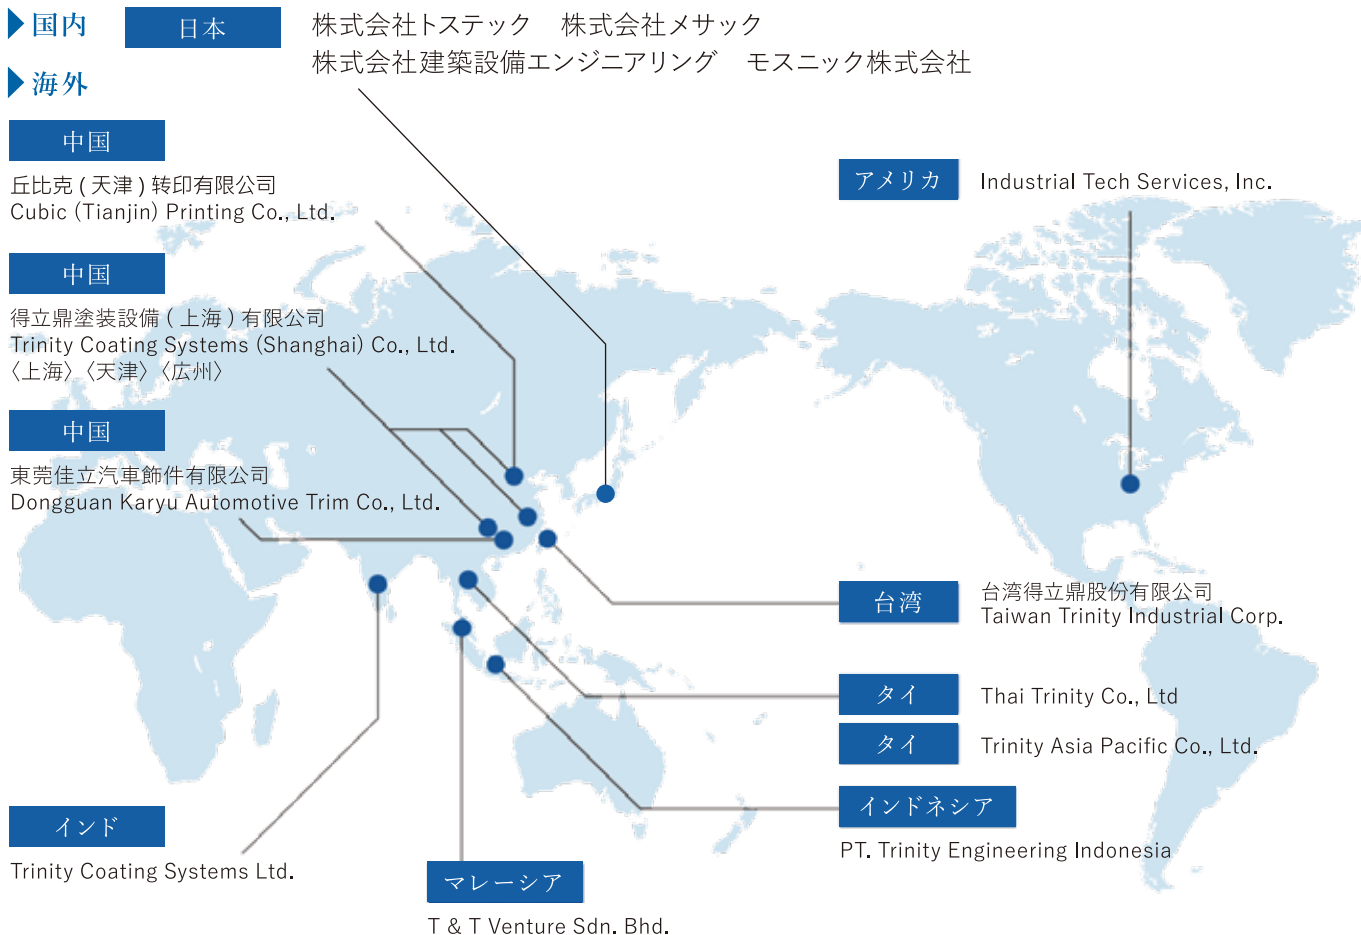 国内
日本
株式会社トステック　株式会社メサック
株式会社建築設備エンジニアリング　モスニック株式会社
海外
中国
丘比克 ( 天津 ) 转印有限公司
Cubic (Tianjin) Printing Co., Ltd.
中国
得立鼎塗装設備 ( 上海 ) 有限公司
Trinity Coating Systems (Shanghai) Co., Ltd.
〈上海〉〈天津〉〈広州〉
中国
東莞佳立汽車飾件有限公司
Dongguan Karyu Automotive Trim Co., Ltd.
インド
Trinity Coating Systems Ltd.
マレーシア
T & T Venture Sdn. Bhd.
アメリカ
Industrial Tech Services, Inc.
台湾
台湾得立鼎股份有限公司
Taiwan Trinity Industrial Corp.
タイ
Thai Trinity Co., Ltd
タイ
Trinity Asia Pacific Co., Ltd.
インドネシア
PT. Trinity Engineering Indonesia